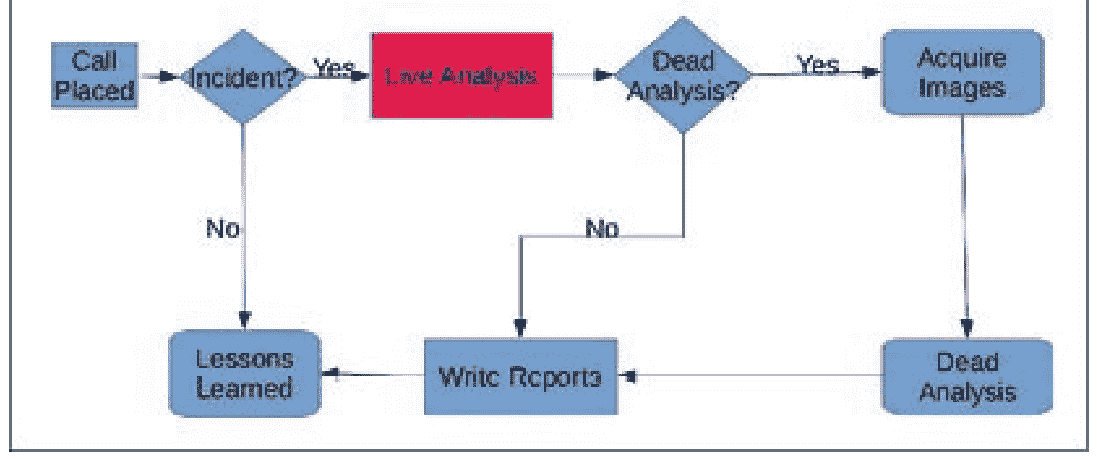 Call
Placed
Incident?
Yes
Live Analysis
Dead
Analysis?
Yes
Acquire
Images
No
No
Lessons
Learned
Write Reports
Dead
Analysis